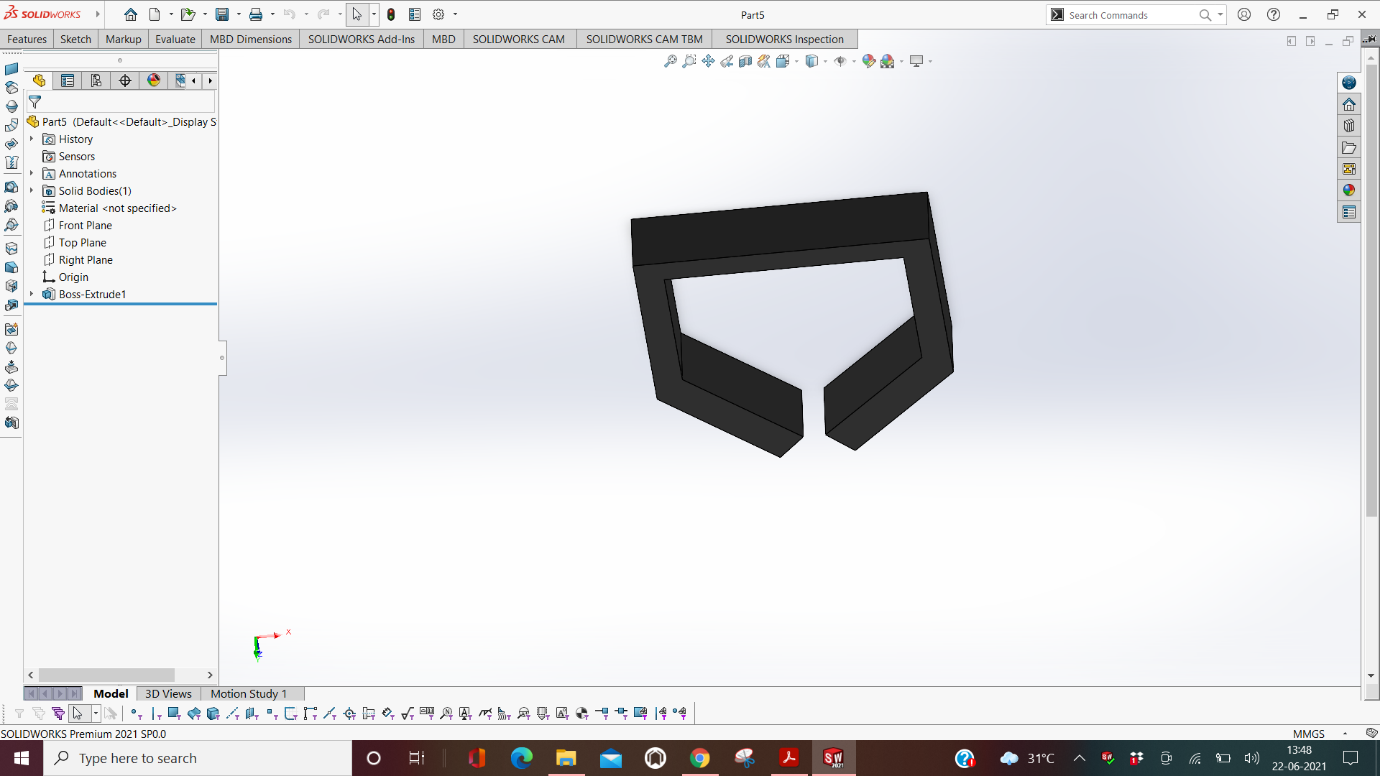 SOLIDWORKS
Part5
Search Commands
Features
Sketch
Markup
Evaluate
MBD Dimensions
SOLIDWORKS Add-Ins
MBD
SOLIDWORKS CAM
SOLIDWORKS CAM TBM
SOLIDWORKS Inspection
Part5 (Default<<Default>_Display S
History
Sensors
Annotations
Solid Bodies(1)
Material <not specified>
Front Plane
Top Plane
Right Plane
Origin
Boss-Extrude1
X
Model
3D Views
Motion Study 1
SOLIDWORKS Premium 2021 SP0.0
MMGS
Type here to search
31°C
13:48
22-06-2021